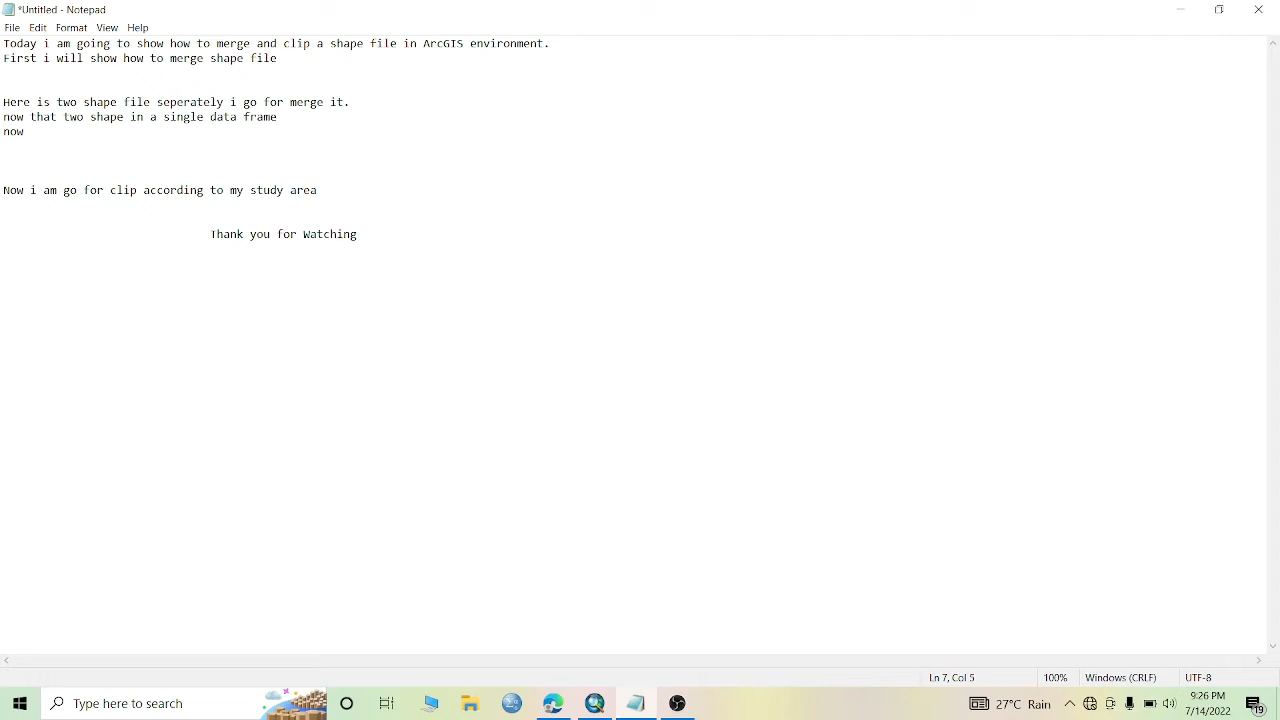 *Untitled - Notepad
File Edit Format View Help
Today i am going to show how to merge and clip a shape file in ArcGIS environment.
First i will show how to merge shape file
Here is two shape file seperately i go for merge it.
now that two shape in a single data frame
now
Now i am go for clip according to my study area
Thank you for Watching
Ln 7, Col 5 100% Windows (CRLF) UTF-8
Type here to search
27°C Rain
9:26 PM
7/14/2022
19